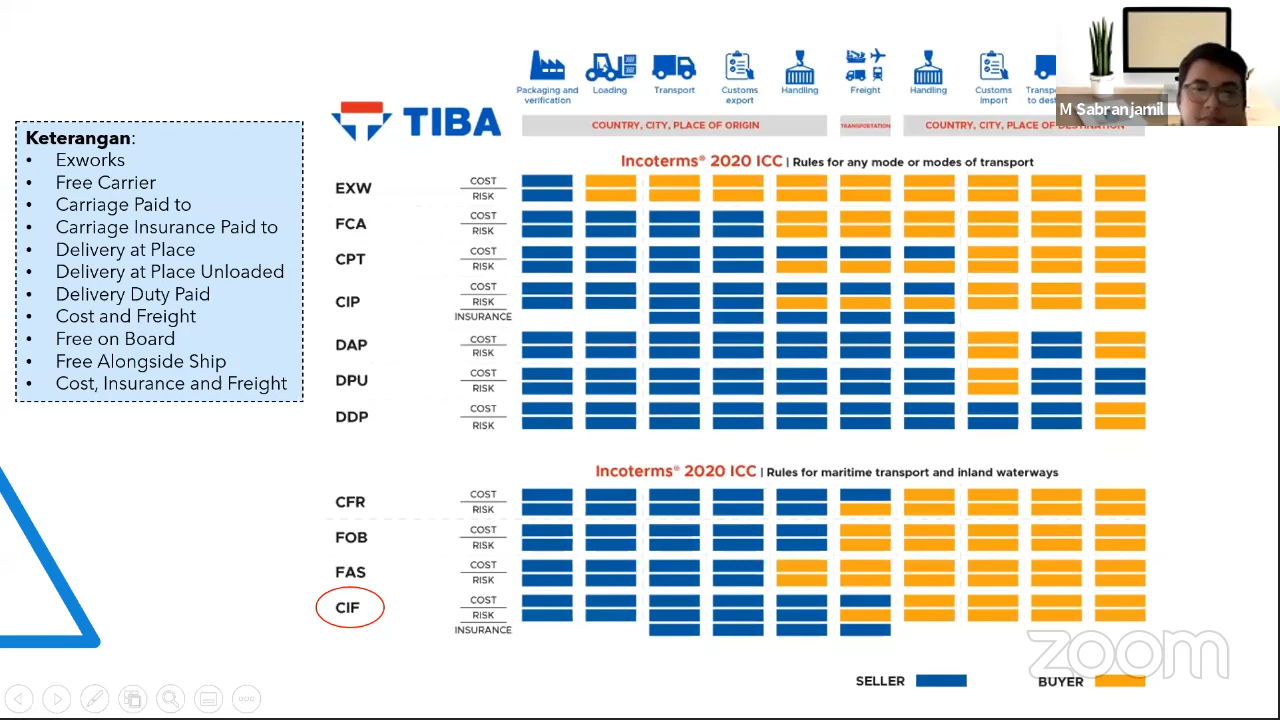 Packaging and verification
Loading
Transport
Customs export
Handling
Freight
Handling
Customs import
M Sabranjamil
TIBA
COUNTRY, CITY, PLACE OF ORIGIN
TRANSPORTATION
COUNTRY, CITY, PLACE OF DESTINATION
Keterangan:
• Exworks
• Free Carrier
• Carriage Paid to
• Carriage Insurance Paid to
• Delivery at Place
• Delivery at Place Unloaded
• Delivery Duty Paid
• Cost and Freight
• Free on Board
• Free Alongside Ship
• Cost, Insurance and Freight
Incoterms® 2020 ICC | Rules for any mode or modes of transport
EXW
COST
RISK
FCA
COST
RISK
CPT
COST
RISK
CIP
COST
RISK
INSURANCE
DAP
COST
RISK
DPU
COST
RISK
DDP
COST
RISK
Incoterms® 2020 ICC | Rules for maritime transport and inland waterways
CFR
COST
RISK
FOB
COST
RISK
FAS
COST
RISK
CIF
COST
RISK
INSURANCE
zoom
SELLER
BUYER